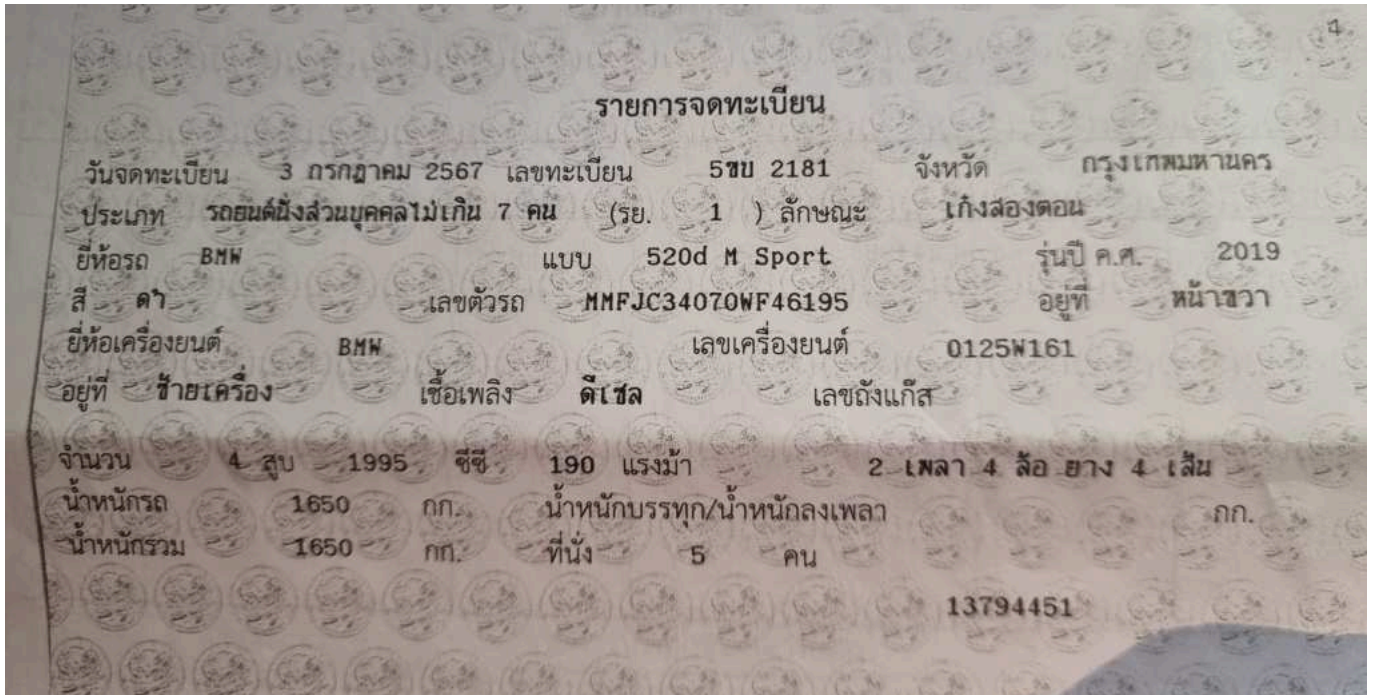 4
รายการจดทะเบียน
วันจดทะเบียน 3 กรกฎาคม 2567 เลขทะเบียน 5ขบ 2181 จังหวัด กรุงเทพมหานคร
ประเภท รถยนต์นั่งส่วนบุคคลไม่เกิน 7 คน (รย. 1 ) ลักษณะ เก๋งสองตอน
ยี่ห้อรถ BMW แบบ 520d M Sport รุ่นปี ค.ศ. 2019
สี ดำ เลขตัวรถ MMFJC34070WF46195 อยู่ที่ หน้าขวา
ยี่ห้อเครื่องยนต์ BMW เลขเครื่องยนต์ 0125W161
อยู่ที่ ซ้ายเครื่อง เชื้อเพลิง ดีเซล เลขถังแก๊ส
จำนวน 4 สูบ 1995 ซีซี 190 แรงม้า 2 เพลา 4 ล้อ ยาง 4 เส้น
น้ำหนักรถ 1650 กก. น้ำหนักบรรทุก/น้ำหนักลงเพลา กก.
น้ำหนักรวม 1650 กก. ที่นั่ง 5 คน
13794451